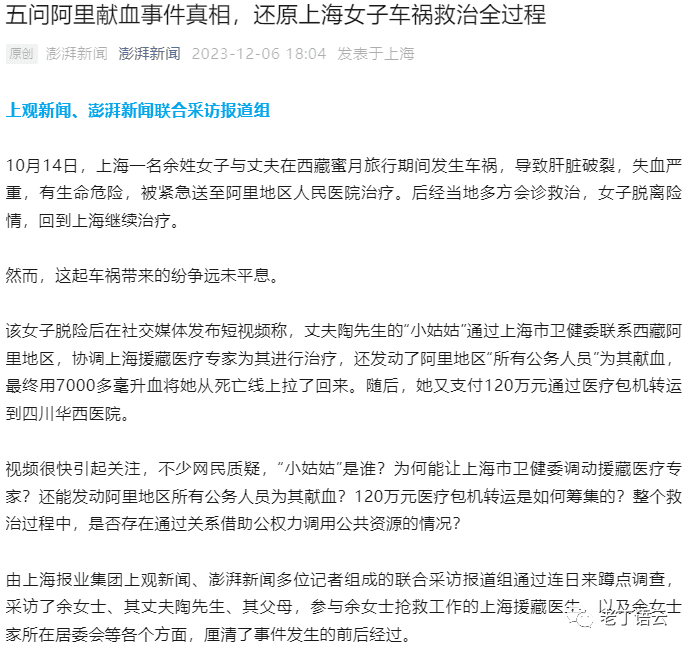 五问阿里献血事件真相，还原上海女子车祸救治全过程
原创 澎湃新闻 澎湃新闻 2023-12-06 18:04 发表于上海
上观新闻、澎湃新闻联合采访报道组
10月14日，上海一名余姓女子与丈夫在西藏蜜月旅行期间发生车祸，导致肝脏破裂，失血严
重，有生命危险，被紧急送至阿里地区人民医院治疗。后经当地多方会诊救治，女子脱离险
情，回到上海继续治疗。
然而，这起车祸带来的纷争远未平息。
该女子脱险后在社交媒体发布短视频称，丈夫陶先生的“小姑姑”通过上海市卫健委联系西藏阿
里地区，协调上海援藏医疗专家为其进行治疗，还发动了阿里地区“所有公务人员”为其献血，
最终用7000多毫升血将她从死亡线上拉了回来。随后，她又支付120万元通过医疗包机转运
到四川华西医院。
视频很快引起关注，不少网民质疑，“小姑姑”是谁？为何能让上海市卫健委调动援藏医疗专
家？还能发动阿里地区所有公务人员为其献血？120万元医疗包机转运是如何筹集的？整个救
治过程中，是否存在通过关系借助公权力调用公共资源的情况？
由上海报业集团上观新闻、澎湃新闻多位记者组成的联合采访报道组通过连日来蹲点调查，
采访了余女士、其丈夫陶先生、其父母，参与余女士抢救工作的上海援藏医生，以及余女士
家所在居委会等各个方面，厘清了事件发生的前后经过。
老丁语云